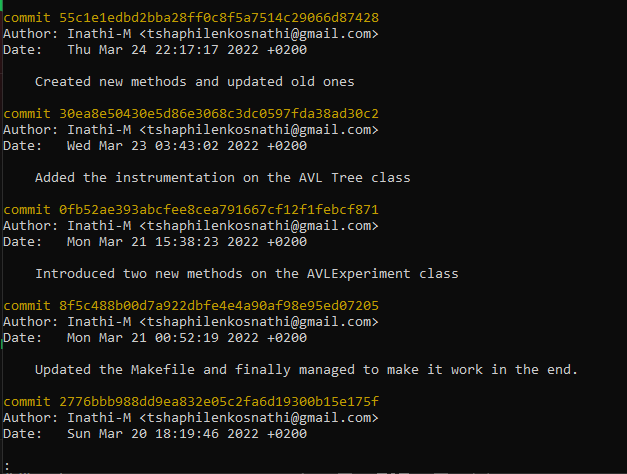 commit 55c1e1edbd2bba28ff0c8f5a7514c29066d87428
Author: Inathi-M <tshaphilenkosnathi@gmail.com>
Date:   Thu Mar 24 22:17:17 2022 +0200
Created new methods and updated old ones
commit 30ea8e50430e5d86e3068c3dc0597fda38ad30c2
Author: Inathi-M <tshaphilenkosnathi@gmail.com>
Date:   Wed Mar 23 03:43:02 2022 +0200
Added the instrumentation on the AVL Tree class
commit 0fb52ae393abcfee8cea791667cf12f1febcf871
Author: Inathi-M <tshaphilenkosnathi@gmail.com>
Date:   Mon Mar 21 15:38:23 2022 +0200
Introduced two new methods on the AVLExperiment class
commit 8f5c488b00d7a922dbfe4e4a90af98e95ed07205
Author: Inathi-M <tshaphilenkosnathi@gmail.com>
Date:   Mon Mar 21 00:52:19 2022 +0200
Updated the Makefile and finally managed to make it work in the end.
commit 2776bbb988dd9ea832e05c2fa6d19300b15e175f
Author: Inathi-M <tshaphilenkosnathi@gmail.com>
Date:   Sun Mar 20 18:19:46 2022 +0200
: